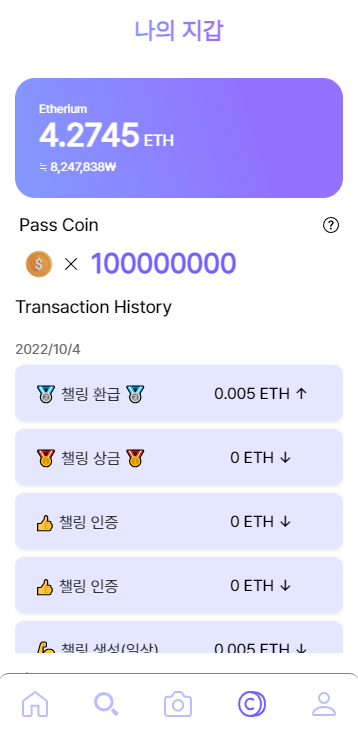 나의 지갑
Etherium
4.2745 ETH
≒ 8,247,838₩
Pass Coin
× 100000000
Transaction History
2022/10/4
🥈 챌링 환급 🥈 0.005 ETH ↑
🥇 챌링 상금 🥇 0 ETH ↓
👍 챌링 인증 0 ETH ↓
👍 챌링 인증 0 ETH ↓
💪 챌링 생성(일상) 0.005 ETH ↓